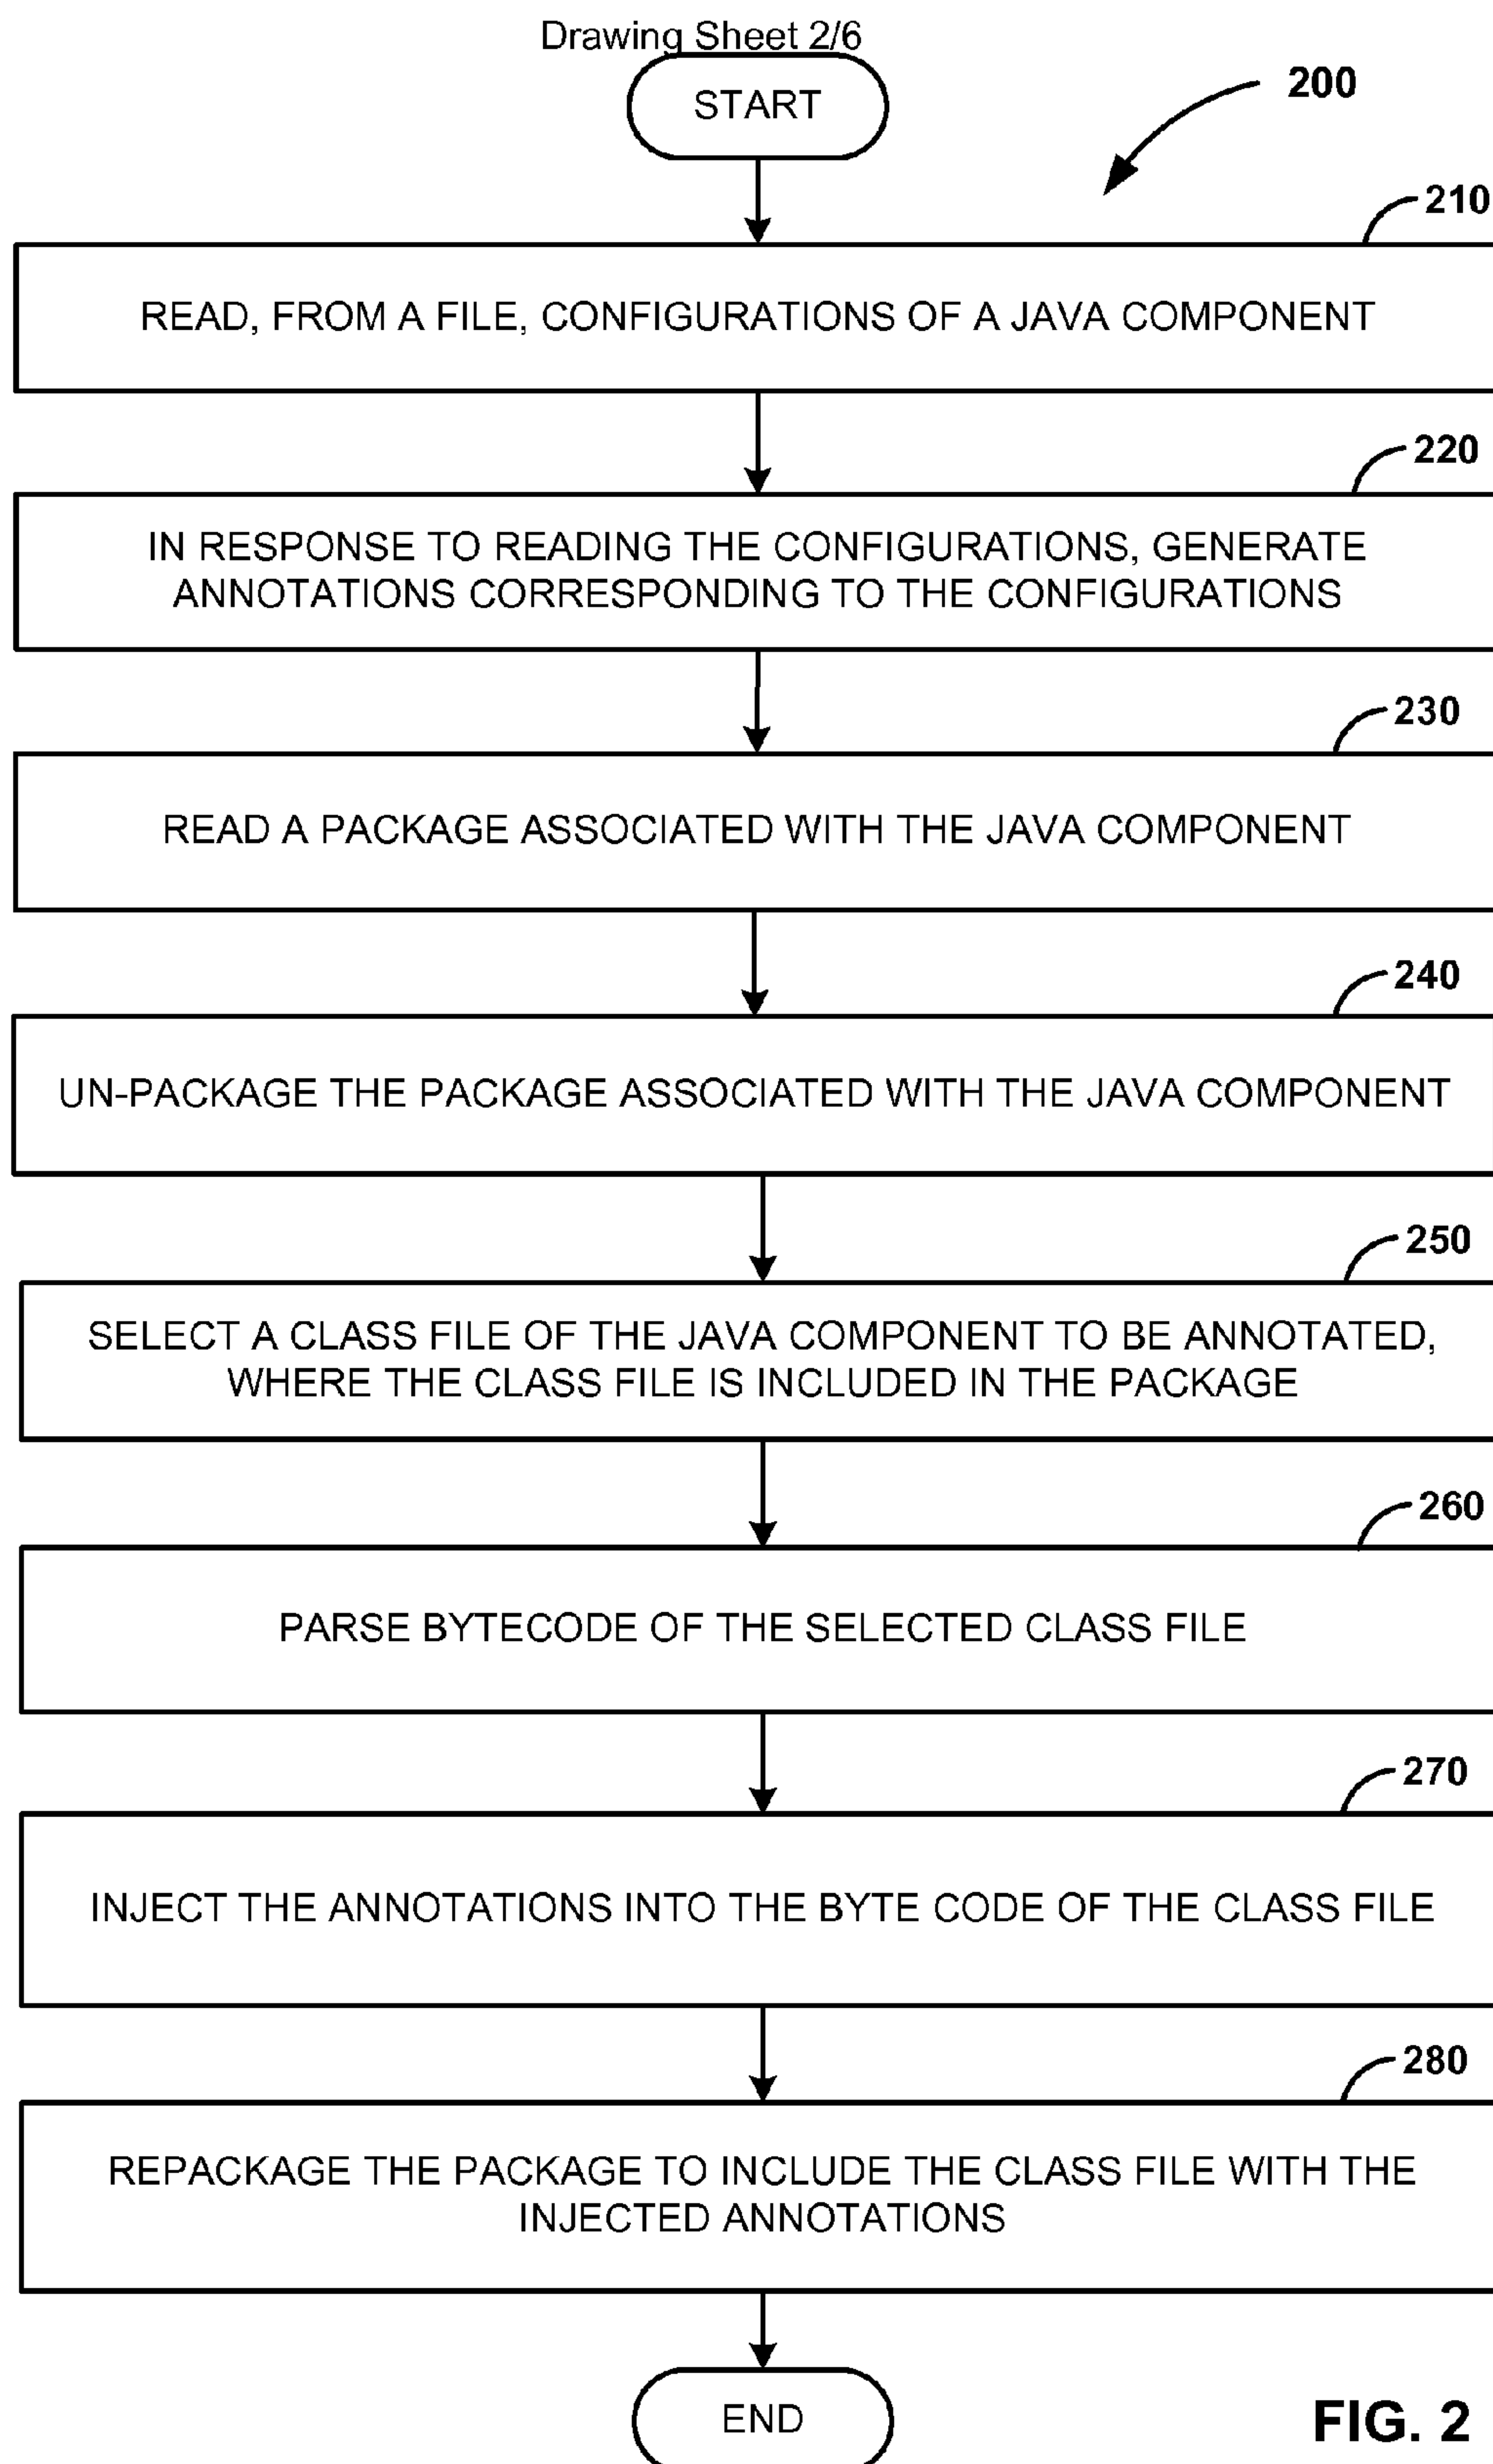 Drawing Sheet 2/6
START
200
210
READ, FROM A FILE, CONFIGURATIONS OF A JAVA COMPONENT
220
IN RESPONSE TO READING THE CONFIGURATIONS, GENERATE
ANNOTATIONS CORRESPONDING TO THE CONFIGURATIONS
230
READ A PACKAGE ASSOCIATED WITH THE JAVA COMPONENT
240
UN-PACKAGE THE PACKAGE ASSOCIATED WITH THE JAVA COMPONENT
250
SELECT A CLASS FILE OF THE JAVA COMPONENT TO BE ANNOTATED,
WHERE THE CLASS FILE IS INCLUDED IN THE PACKAGE
260
PARSE BYTECODE OF THE SELECTED CLASS FILE
270
INJECT THE ANNOTATIONS INTO THE BYTE CODE OF THE CLASS FILE
280
REPACKAGE THE PACKAGE TO INCLUDE THE CLASS FILE WITH THE
INJECTED ANNOTATIONS
END
FIG. 2